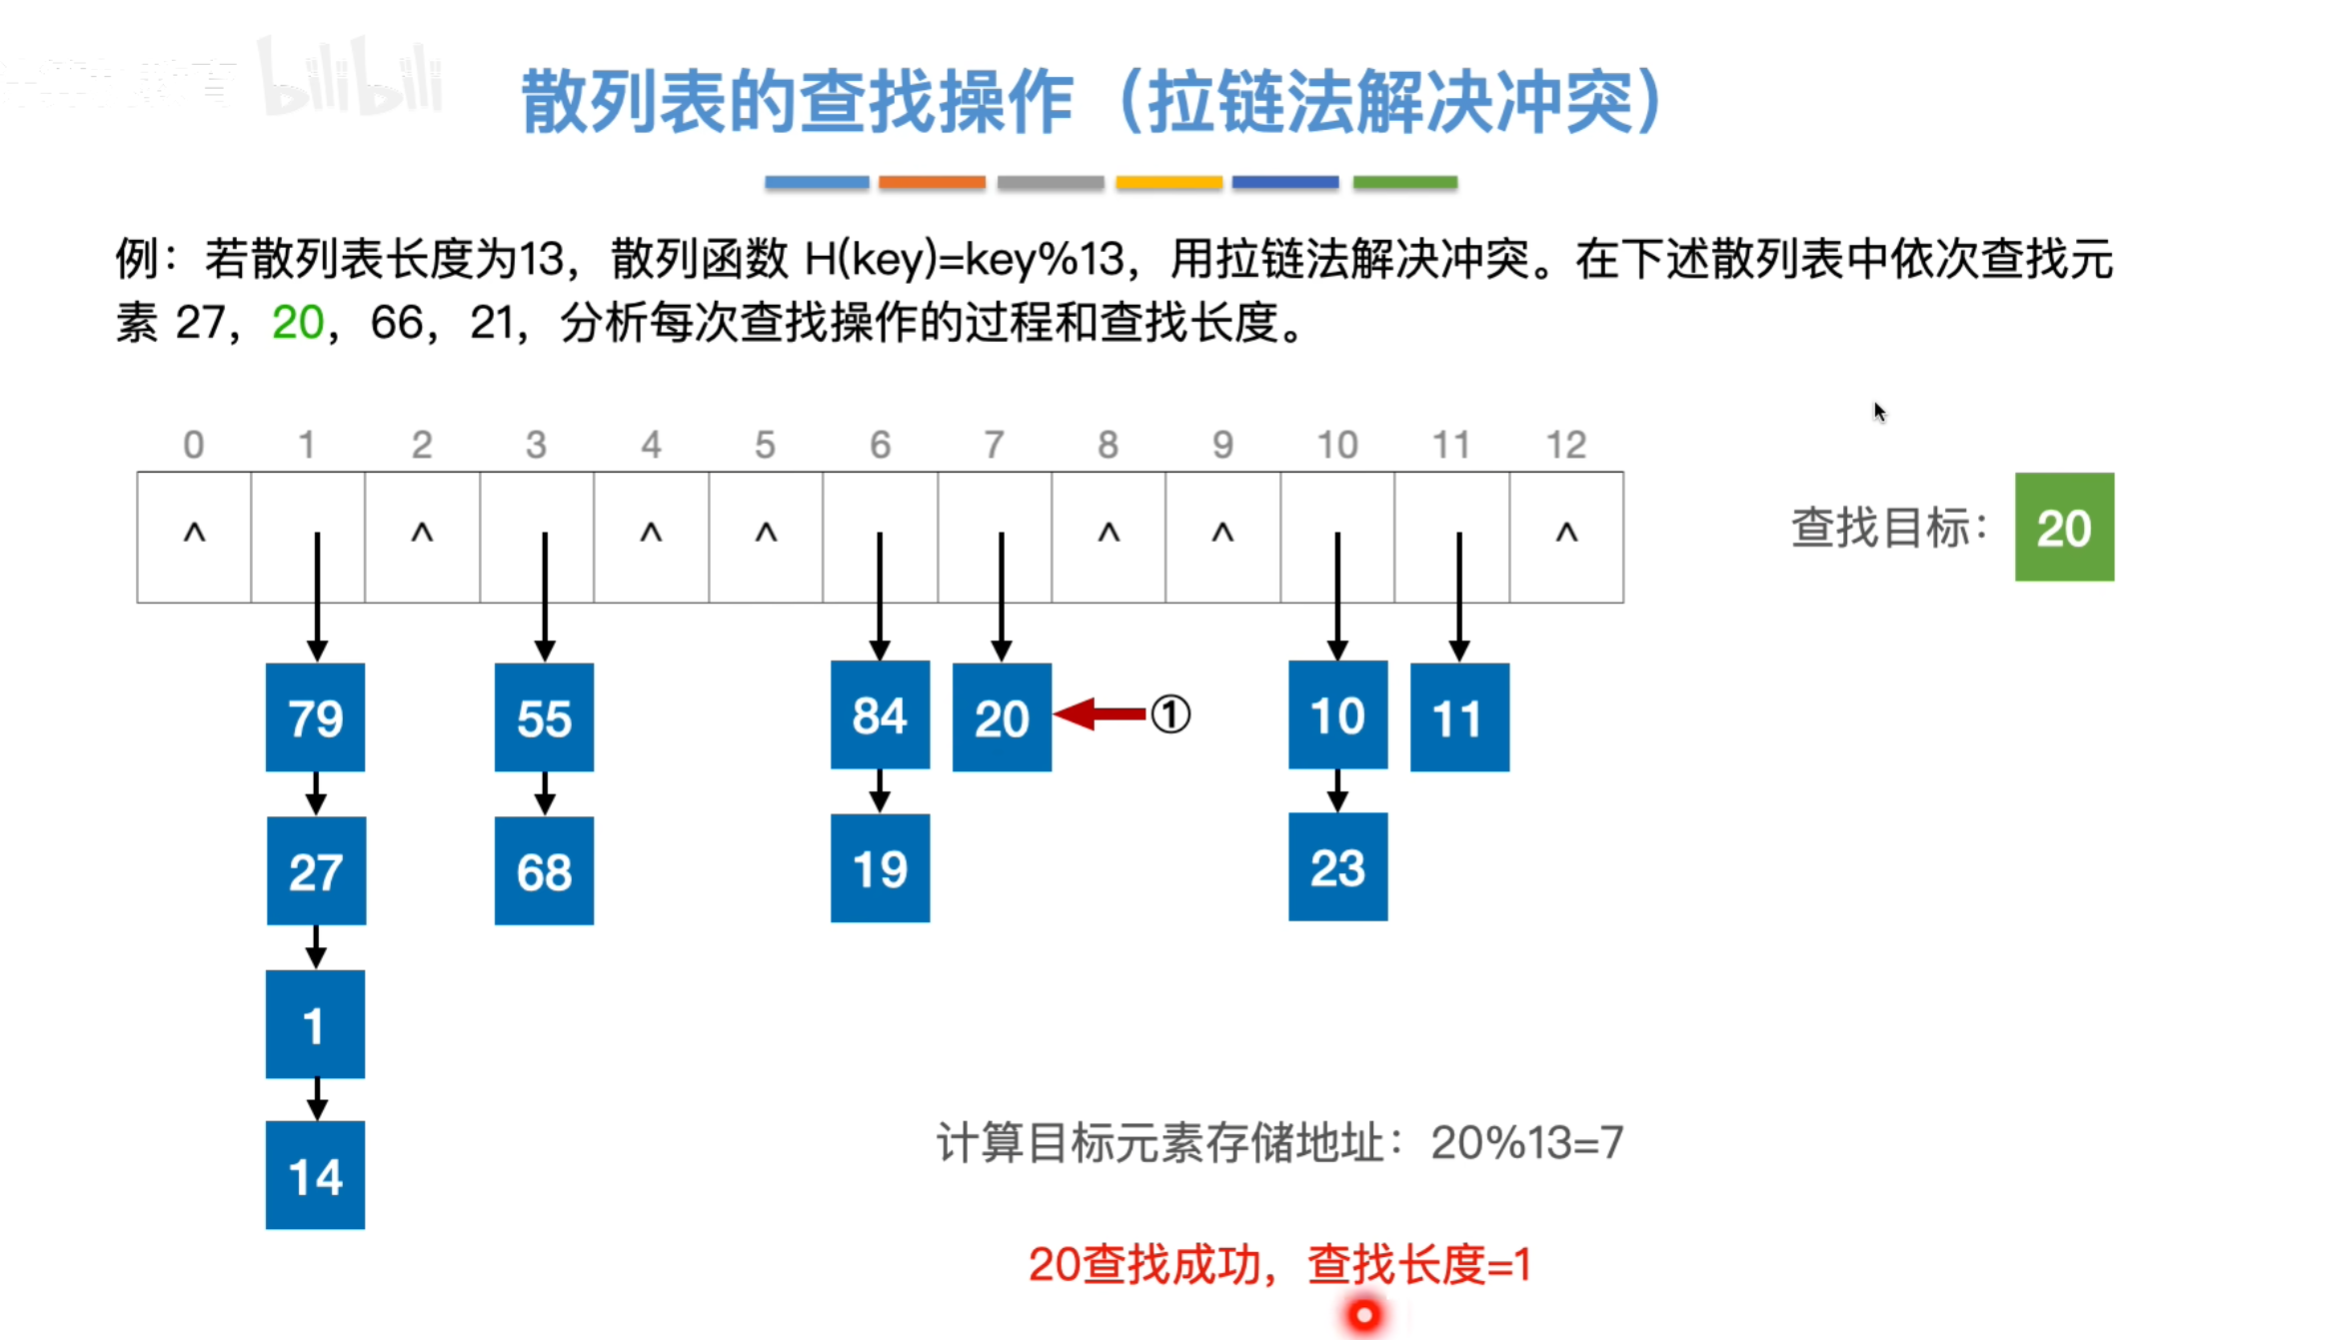 bilibili
散列表的查找操作（拉链法解决冲突）
例：若散列表长度为13，散列函数 H(key)=key%13，用拉链法解决冲突。在下述散列表中依次查找元
素 27，20，66，21，分析每次查找操作的过程和查找长度。
0 1 2 3 4 5 6 7 8 9 10 11 12
^ ^ ^ ^ ^ ^ ^
查找目标： 20
79 55 84 20 ① 10 11
27 68 19 23
1
14
计算目标元素存储地址：20%13=7
20查找成功，查找长度=1